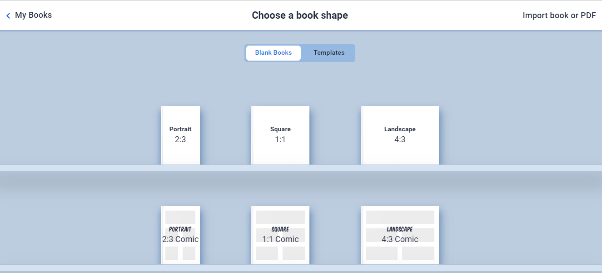 My Books
Choose a book shape
Import book or PDF
Blank Books
Templates
Portrait
2:3
Square
1:1
Landscape
4:3
PORTRAIT
2:3 Comic
SQUARE
1:1 Comic
LANDSCAPE
4:3 Comic